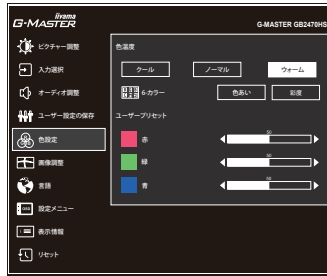 iiyama
G-MASTER
G-MASTER GB2470HS
ピクチャー調整
入力選択
オーディオ調整
ユーザー設定の保存
色設定
画像調整
言語
設定メニュー
表示情報
リセット
色温度
クール ノーマル ウォーム
6-カラー 色あい 彩度
ユーザープリセット
赤 50
緑 50
青 50
OSD